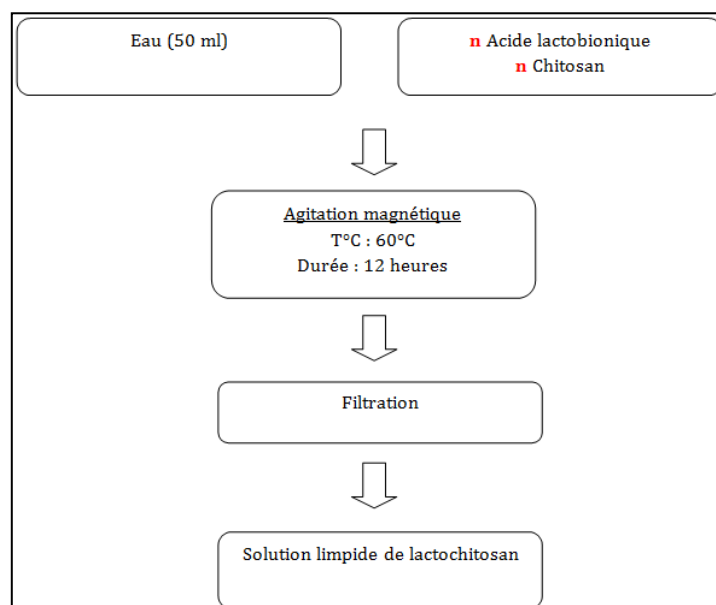 Eau (50 ml)
n Acide lactobionique
n Chitosan
Agitation magnétique
T°C : 60°C
Durée : 12 heures
Filtration
Solution limpide de lactochitosan